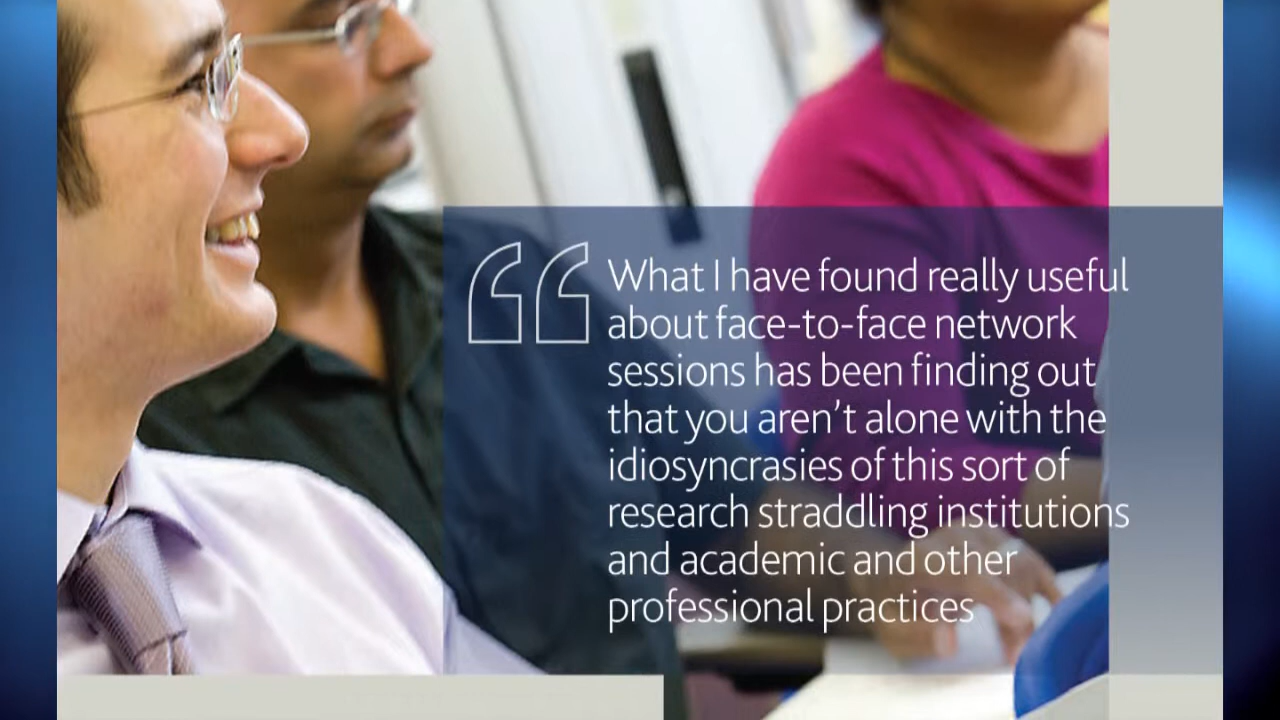 “What I have found really useful
about face-to-face network
sessions has been finding out
that you aren’t alone with the
idiosyncrasies of this sort of
research straddling institutions
and academic and other
professional practices